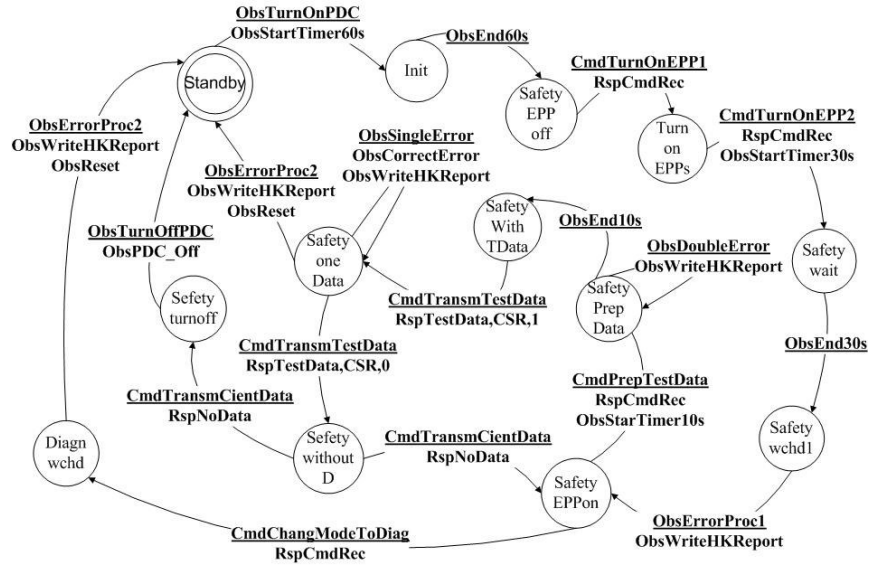 ObsTurnOnPDC
ObsStartTimer60s
Standby
Init
ObsEnd60s
Safety
EPP
off
CmdTurnOnEPP1
RspCmdRec
Turn
on
EPPs
CmdTurnOnEPP2
RspCmdRec
ObsStartTimer30s
ObsErrorProc2
ObsWriteHKReport
ObsReset
ObsErrorProc2
ObsWriteHKReport
ObsReset
ObsSingleError
ObsCorrectError
ObsWriteHKReport
ObsTurnOffPDC
ObsPDC_Off
Safety
one
Data
Safety
With
TData
ObsEnd10s
ObsDoubleError
ObsWriteHKReport
Safety
wait
Sefety
turnoff
CmdTransmTestData
RspTestData,CSR,1
Safety
Prep
Data
ObsEnd30s
CmdTransmTestData
RspTestData,CSR,0
CmdPrepTestData
RspCmdRec
ObsStarTimer10s
CmdTransmCientData
RspNoData
Diagn
wchd
Sefety
without
D
CmdTransmCientData
RspNoData
Safety
wchd1
Safety
EPPon
ObsErrorProc1
ObsWriteHKReport
CmdChangModeToDiag
RspCmdRec